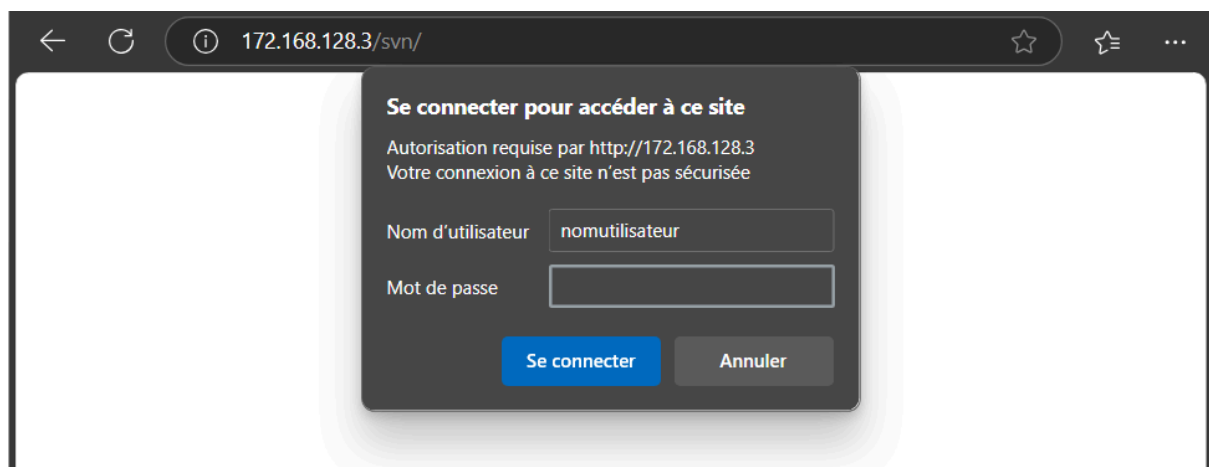 172.168.128.3/svn/
Se connecter pour accéder à ce site
Autorisation requise par http://172.168.128.3
Votre connexion à ce site n’est pas sécurisée
Nom d’utilisateur nomutilisateur
Mot de passe
Se connecter Annuler